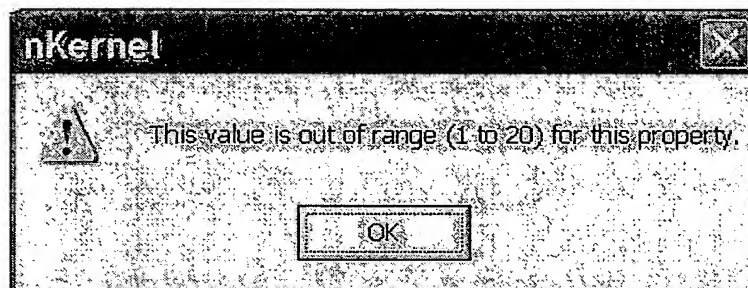 nKernel
This value is out of range (1 to 20) for this property.
OK